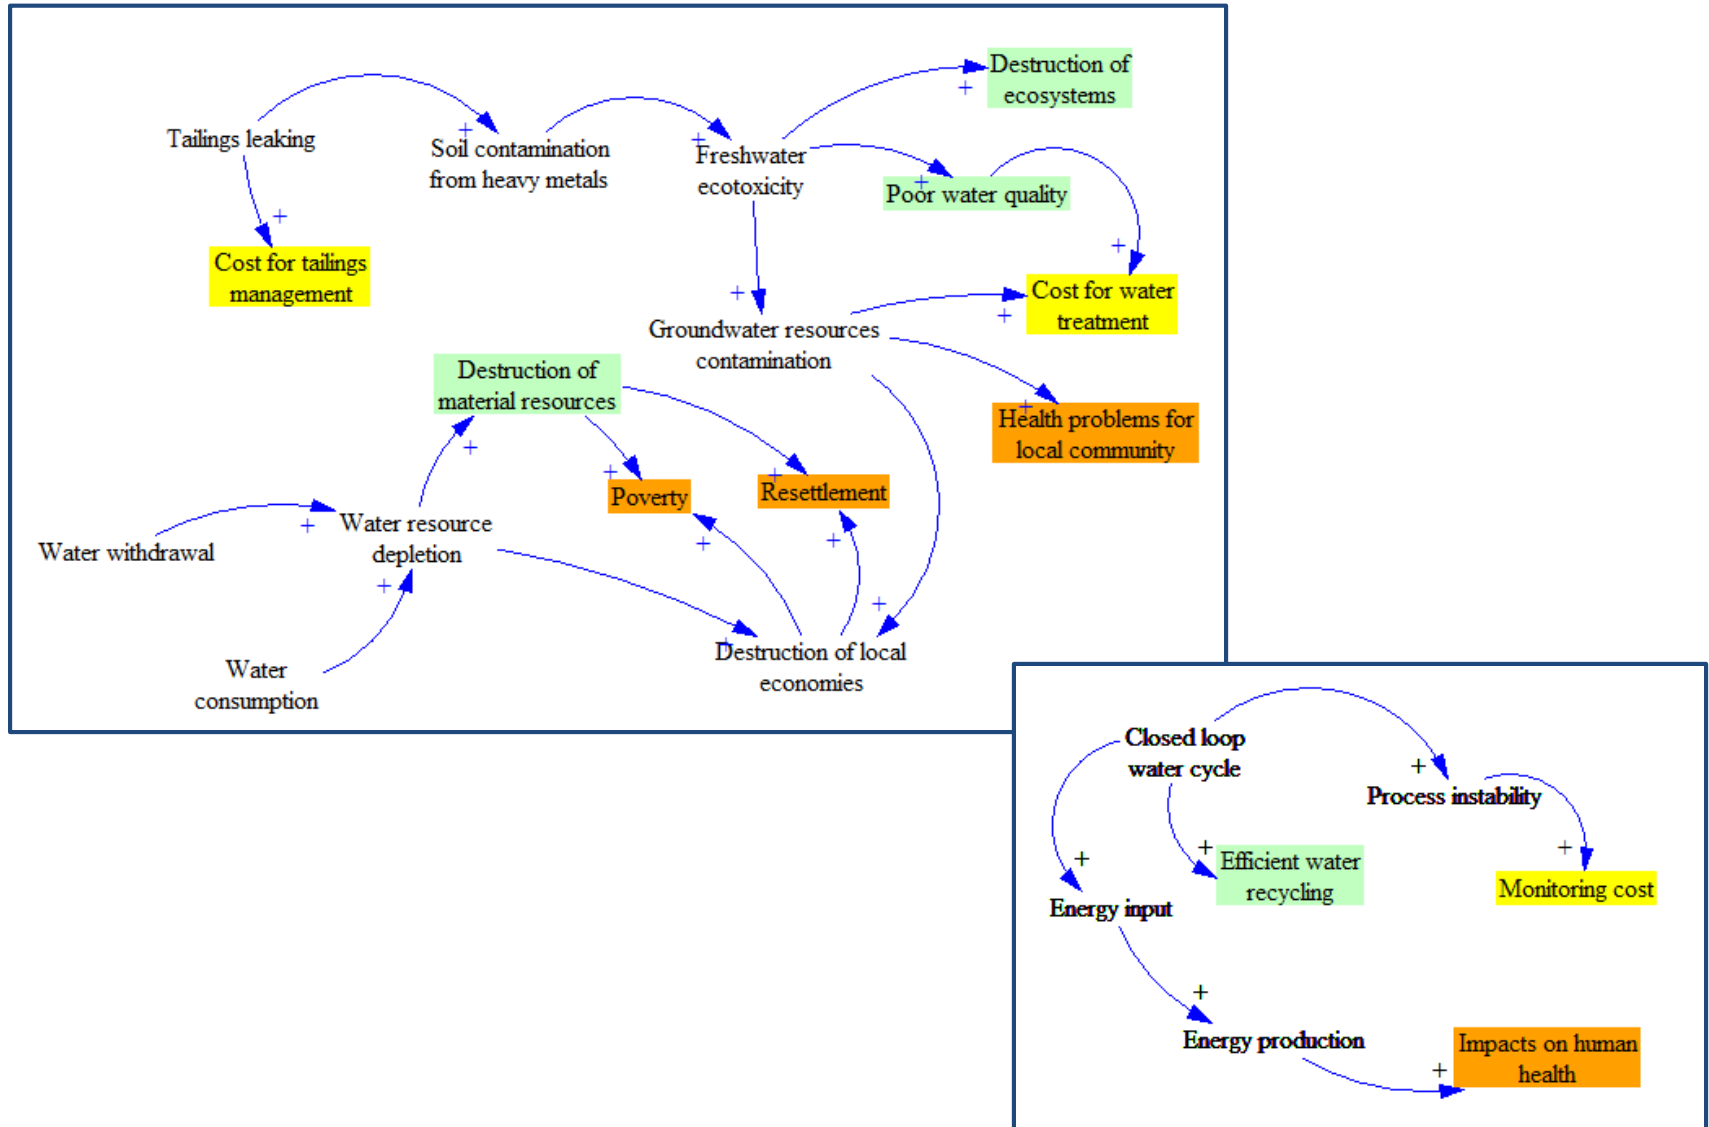 Destruction of
ecosystems
+
Tailings leaking
+
Soil contamination
from heavy metals
+
Freshwater
ecotoxicity
+
Poor water quality
+
Cost for tailings
management
+
Cost for water
treatment
+
+
+
Groundwater resources
contamination
Destruction of
material resources
+
Health problems for
local community
+
+
Poverty
+
Resettlement
+
Water withdrawal
+
Water resource
depletion
+
+
+
+
+
Destruction of local
economies
Water
consumption
Closed loop
water cycle
+
Process instability
+
Efficient water
recycling
+
Monitoring cost
+
Energy input
+
Energy production
+
Impacts on human
health